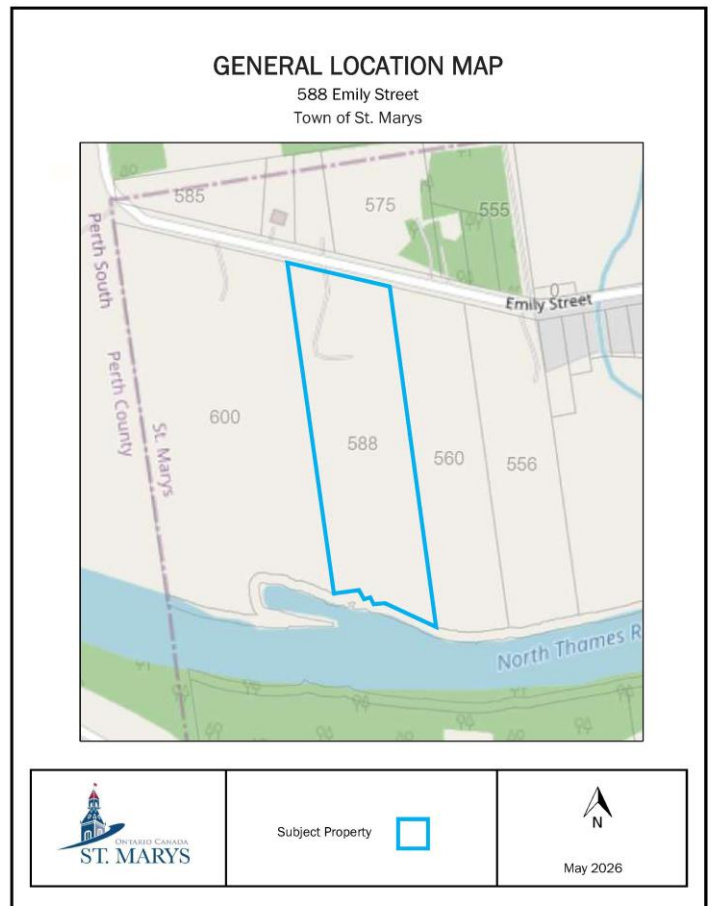 GENERAL LOCATION MAP
588 Emily Street
Town of St. Marys
585
575
555
0
Emily Street
Perth South
Perth County
St. Marys
600
588
560
556
North Thames R
ONTARIO CANADA
ST. MARYS
Subject Property
N
May 2026